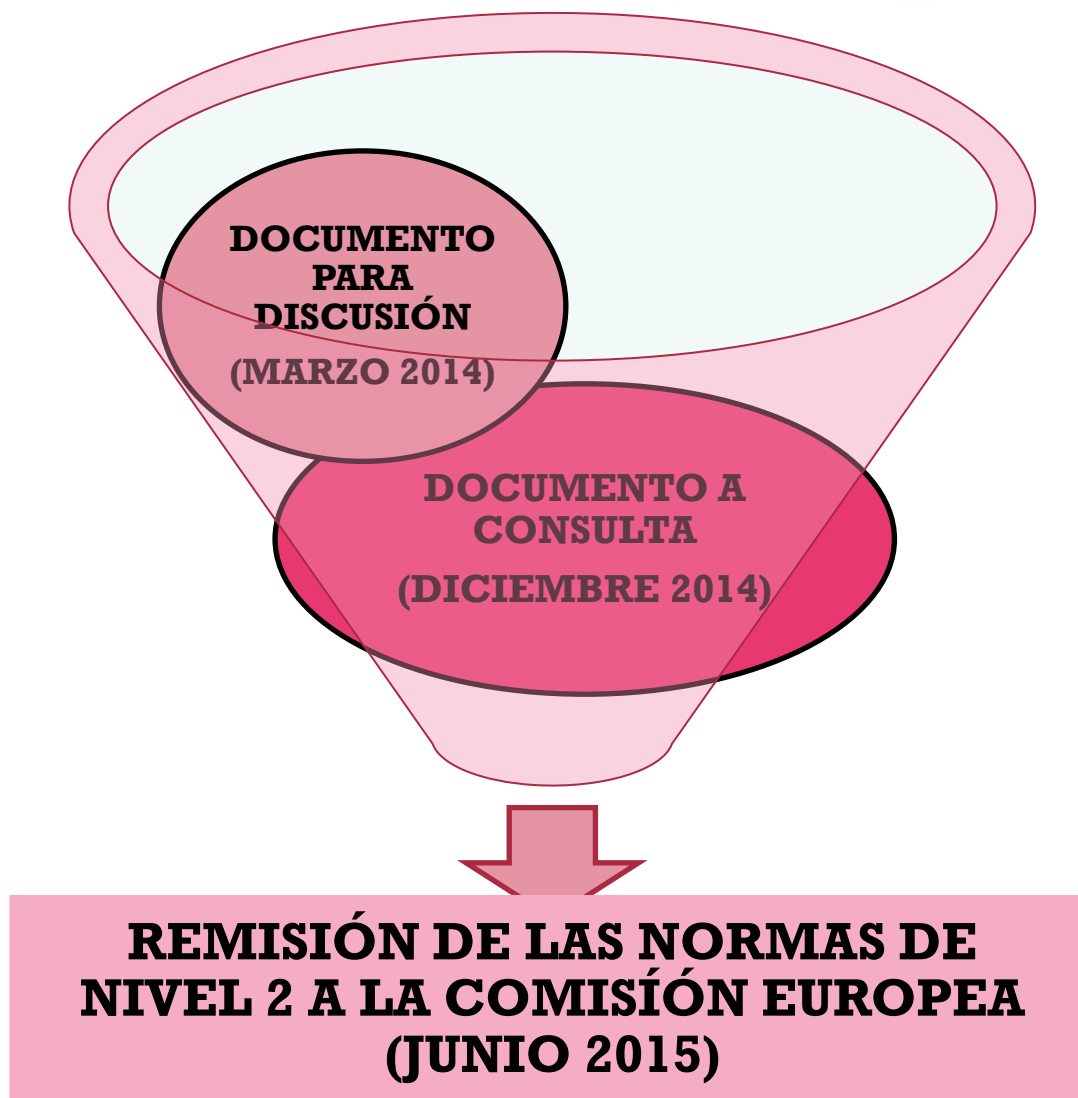 DOCUMENTO
PARA
DISCUSIÓN
(MARZO 2014)
DOCUMENTO A
CONSULTA
(DICIEMBRE 2014)
REMISIÓN DE LAS NORMAS DE
NIVEL 2 A LA COMISÍÓN EUROPEA
(JUNIO 2015)